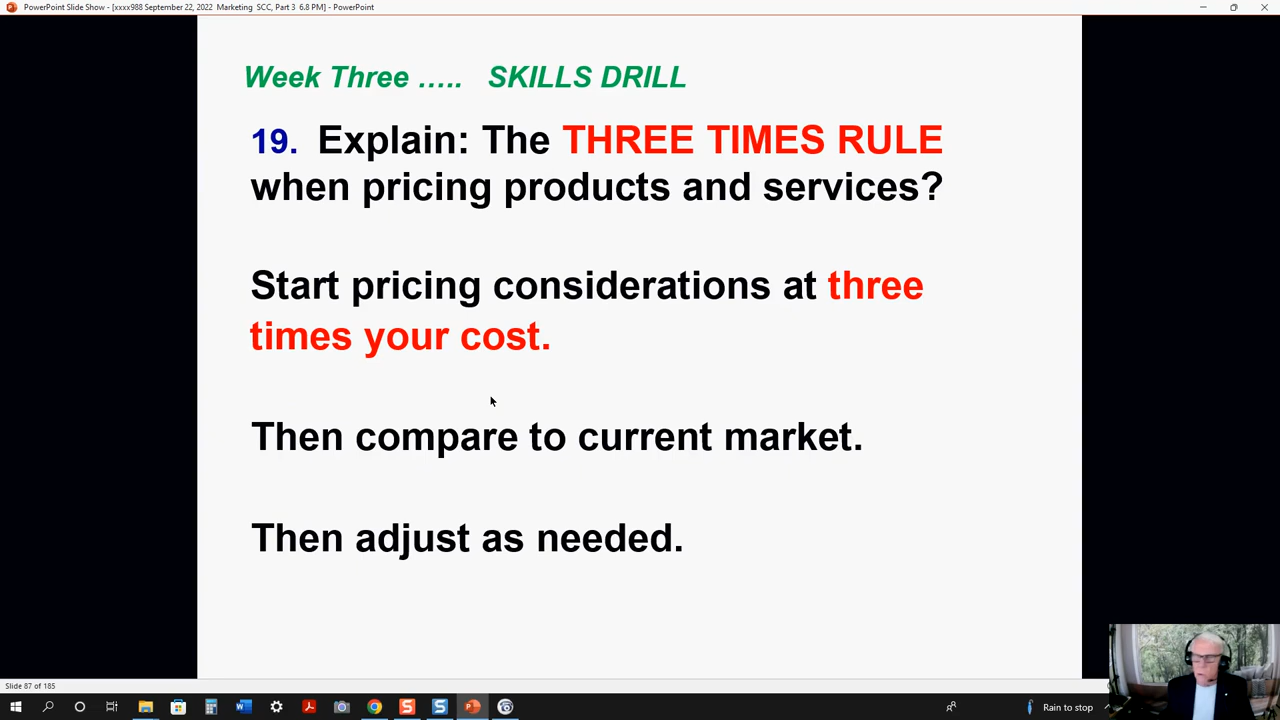 PowerPoint Slide Show - [xxxx988 September 22, 2022 Marketing SCC, Part 3 6.8 PM] - PowerPoint
Week Three ..... SKILLS DRILL
19. Explain: The THREE TIMES RULE
when pricing products and services?
Start pricing considerations at three
times your cost.
Then compare to current market.
Then adjust as needed.
Slide 87 of 185
Rain to stop